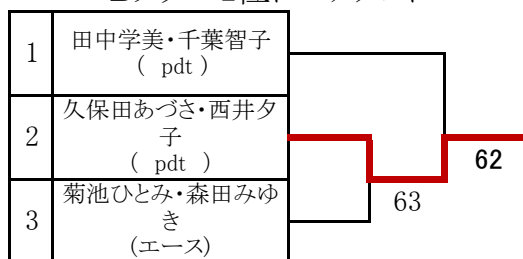 1
田中学美・千葉智子
( pdt )
2
久保田あづさ・西井夕
子
( pdt )
3
菊池ひとみ・森田みゆ
き
(エース)
62
63